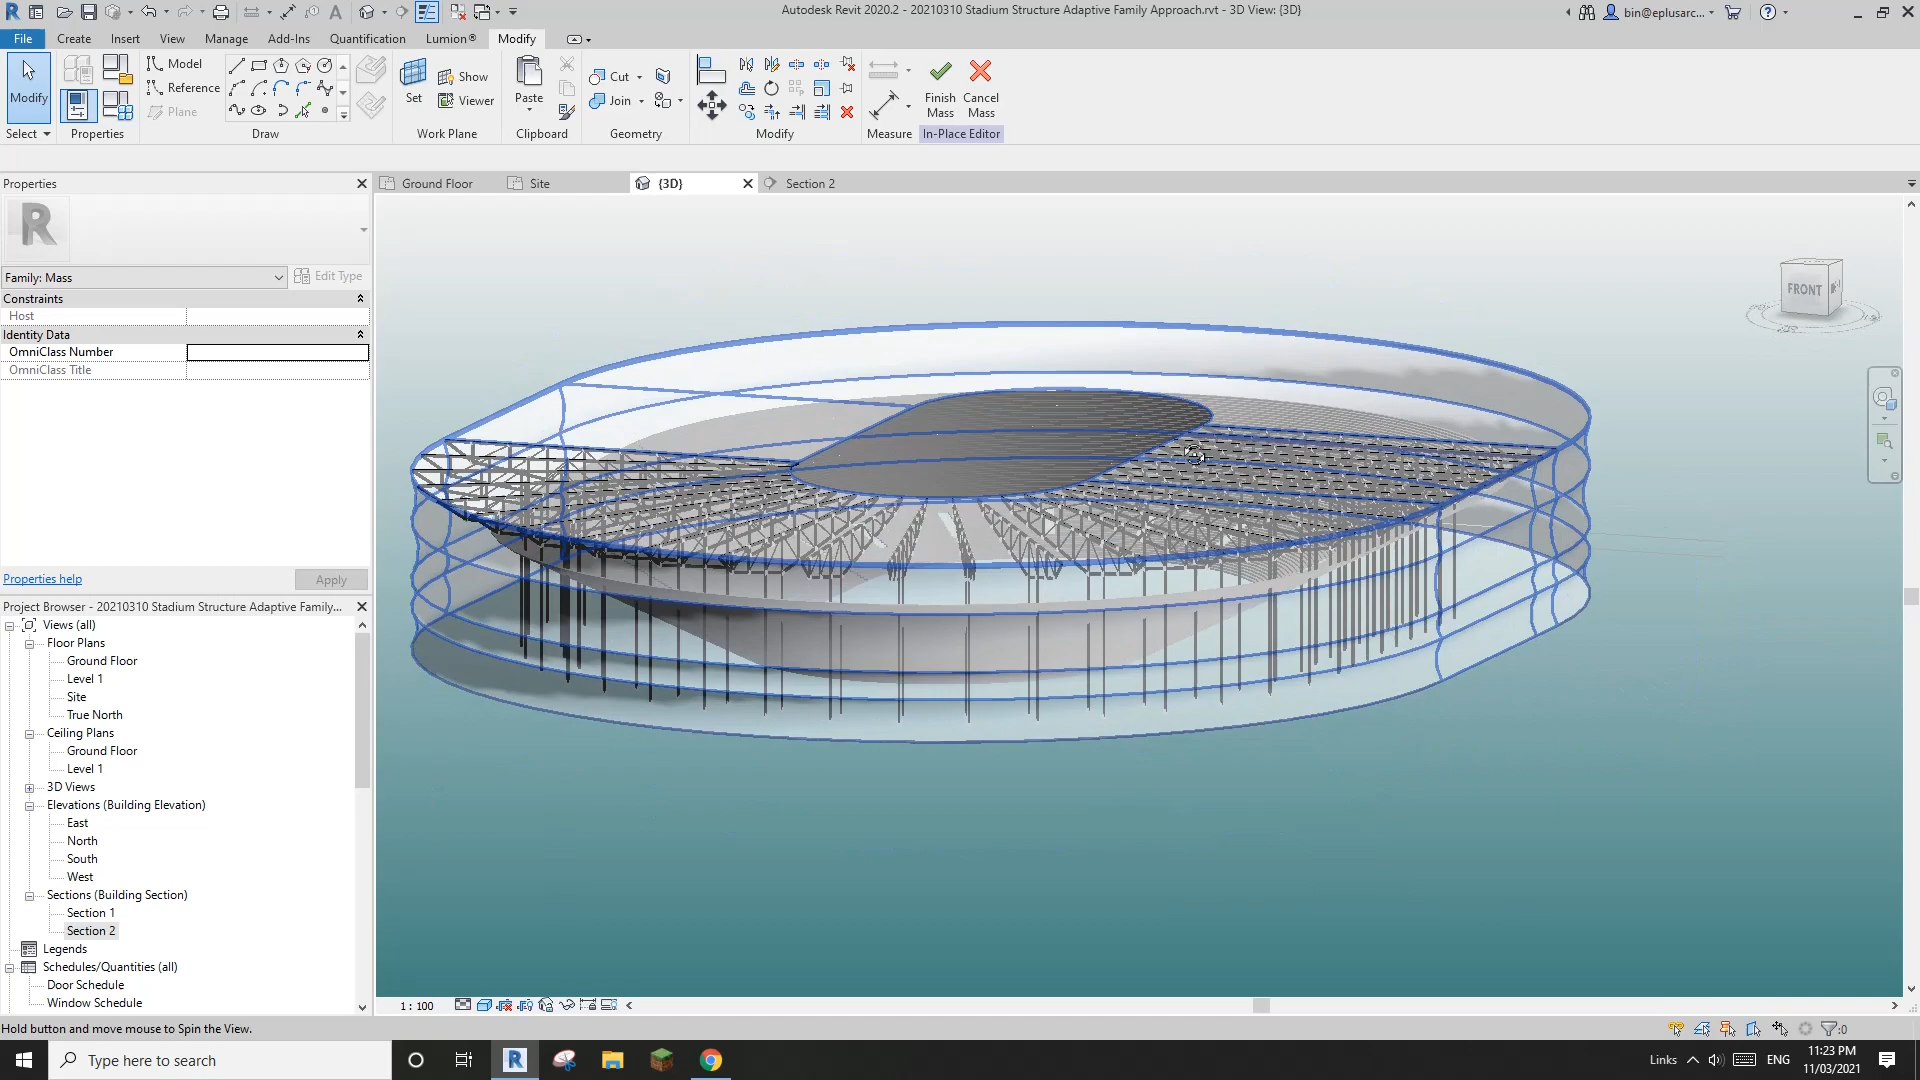 Autodesk Revit 2020.2 - 20210310 Stadium Structure Adaptive Family Approach.rvt - 3D View: {3D}
bin@eplusarc...
File Create Insert View Manage Add-Ins Quantification Lumion® Modify
Modify
Select
Properties
Model
Reference
Plane
Draw
Set
Show
Viewer
Work Plane
Paste
Clipboard
Cut
Join
Geometry
Modify
Measure
Finish Mass
Cancel Mass
In-Place Editor
Properties
Ground Floor
Site
{3D}
Section 2
Family: Mass
Edit Type
Constraints
Host
Identity Data
OmniClass Number
OmniClass Title
Properties help
Apply
FRONT
Project Browser - 20210310 Stadium Structure Adaptive Family...
Views (all)
Floor Plans
Ground Floor
Level 1
Site
True North
Ceiling Plans
Ground Floor
Level 1
3D Views
Elevations (Building Elevation)
East
North
South
West
Sections (Building Section)
Section 1
Section 2
Legends
Schedules/Quantities (all)
Door Schedule
Window Schedule
1 : 100
Hold button and move mouse to Spin the View.
:0
Type here to search
Links
ENG
11:23 PM
11/03/2021